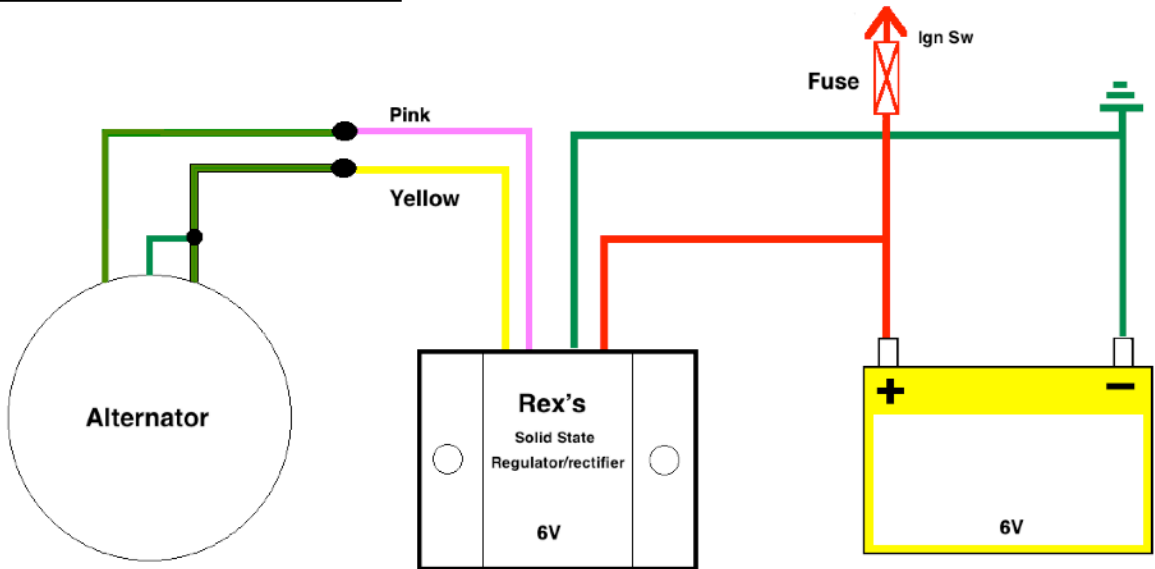 Ign Sw
Fuse
Pink
Yellow
Alternator
Rex's
Solid State
Regulator/rectifier
6V
+ −
6V